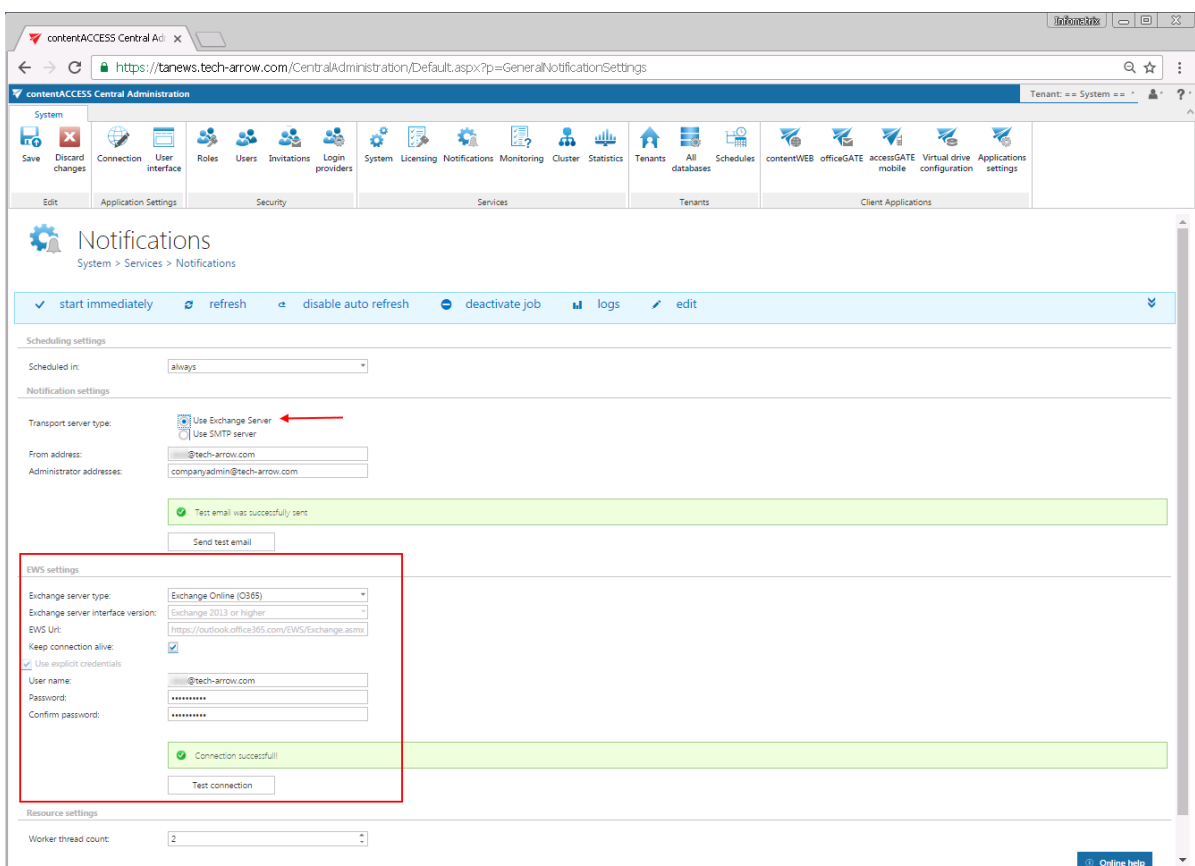 Infomatrix
contentACCESS Central Ad
https://tanews.tech-arrow.com/CentralAdministration/Default.aspx?p=GeneralNotificationSettings
contentACCESS Central Administration
Tenant: == System ==
?
System
Save
Discard changes
Connection
User interface
Roles
Users
Invitations
Login providers
System
Licensing
Notifications
Monitoring
Cluster
Statistics
Tenants
All databases
Schedules
contentWEB
officeGATE
accessGATE mobile
Virtual drive configuration
Applications settings
Edit
Application Settings
Security
Services
Tenants
Client Applications
Notifications
System > Services > Notifications
start immediately
refresh
disable auto refresh
deactivate job
logs
edit
Scheduling settings
Scheduled in: always
Notification settings
Transport server type: Use Exchange Server
Use SMTP server
From address: @tech-arrow.com
Administrator addresses: companyadmin@tech-arrow.com
Test email was successfully sent
Send test email
EWS settings
Exchange server type: Exchange Online (O365)
Exchange server interface version: Exchange 2013 or higher
EWS Url: https://outlook.office365.com/EWS/Exchange.asmx
Keep connection alive:
Use explicit credentials
User name: @tech-arrow.com
Password: ••••••••••
Confirm password: ••••••••••
Connection successfull!
Test connection
Resource settings
Worker thread count: 2
Online help